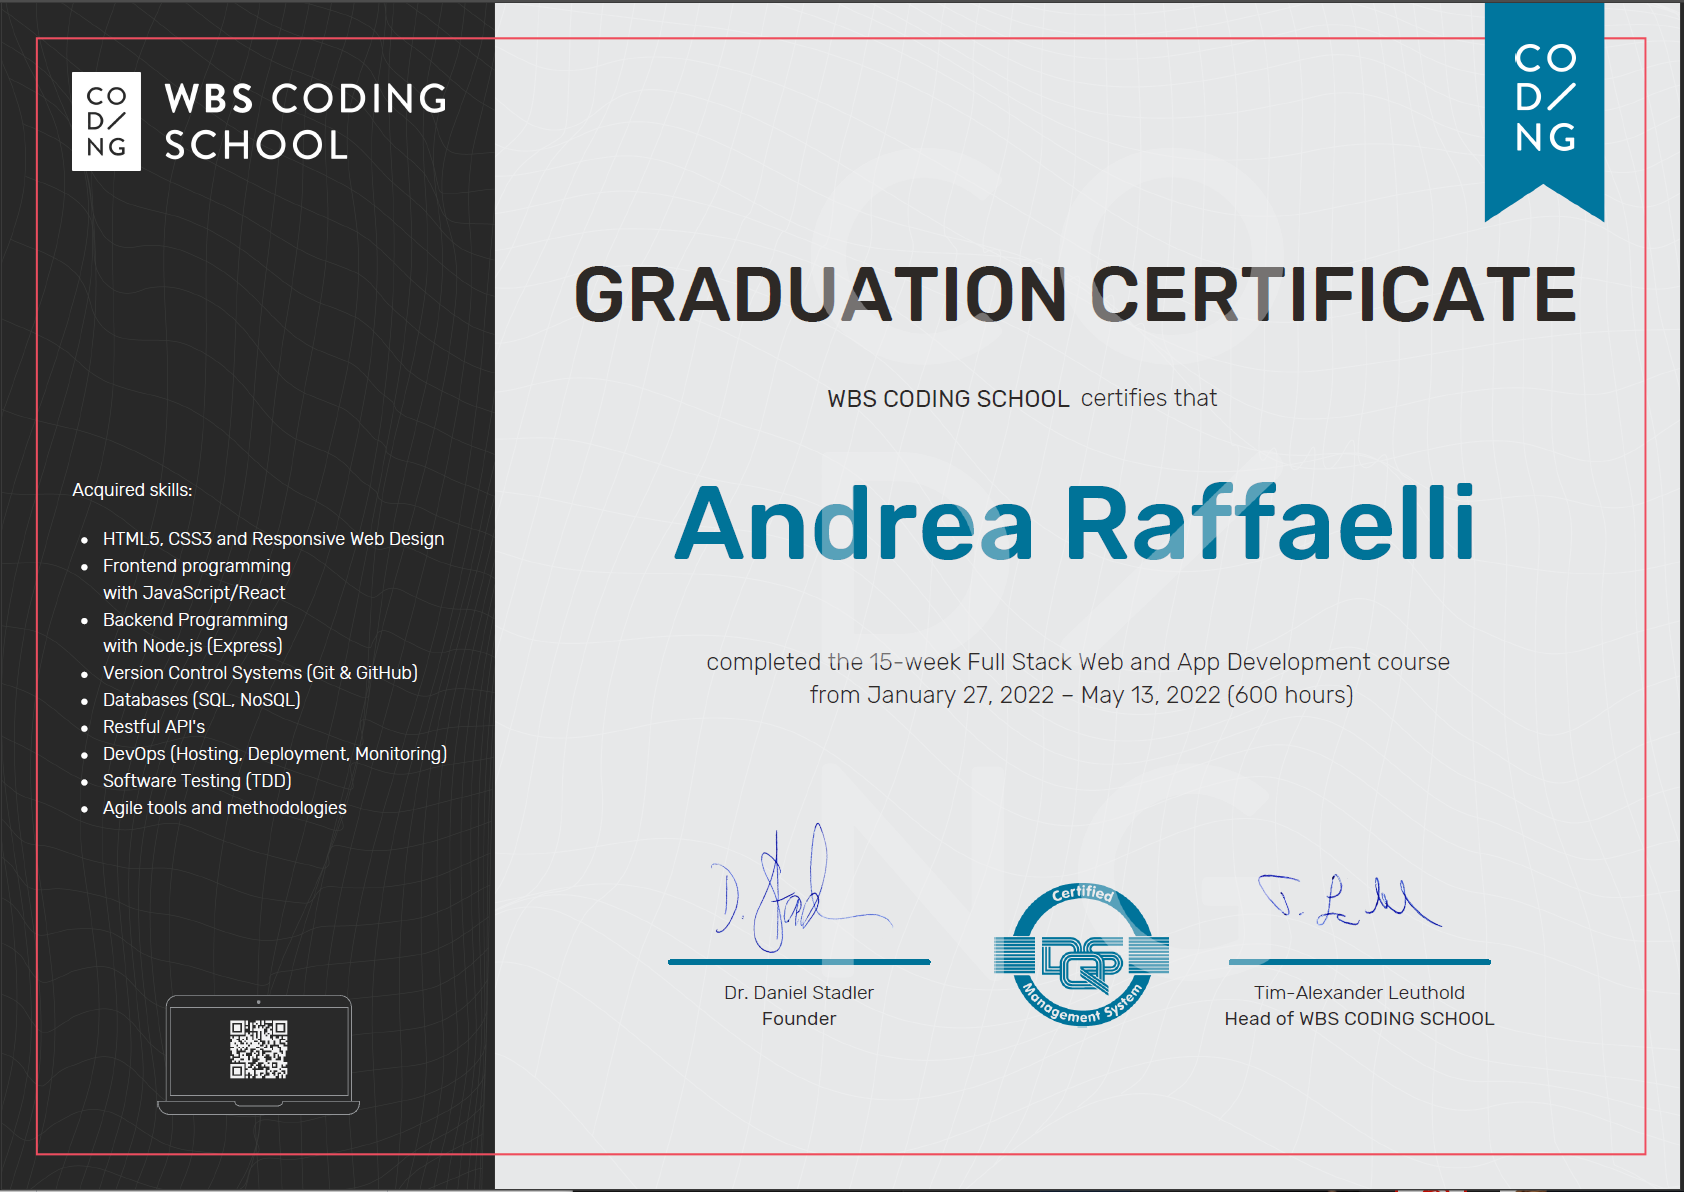 CO
D/
NG
WBS CODING
SCHOOL
Acquired skills:
• HTML5, CSS3 and Responsive Web Design
• Frontend programming
with JavaScript/React
• Backend Programming
with Node.js (Express)
• Version Control Systems (Git & GitHub)
• Databases (SQL, NoSQL)
• Restful API's
• DevOps (Hosting, Deployment, Monitoring)
• Software Testing (TDD)
• Agile tools and methodologies
CO
D/
NG
GRADUATION CERTIFICATE
WBS CODING SCHOOL certifies that
Andrea Raffaelli
completed the 15-week Full Stack Web and App Development course
from January 27, 2022 – May 13, 2022 (600 hours)
CO
D/
NG
D. Stadler
Dr. Daniel Stadler
Founder
Certified
DQS
Management System
Tim-Alexander Leuthold
Head of WBS CODING SCHOOL